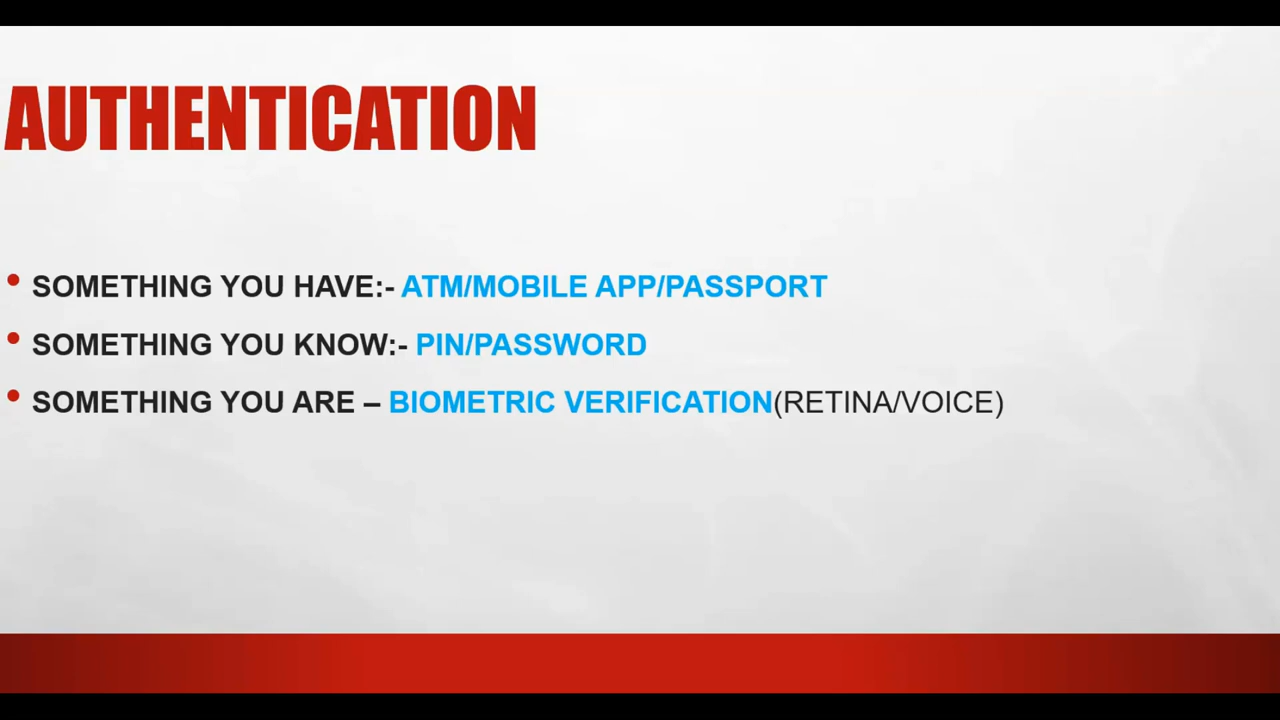 AUTHENTICATION
• SOMETHING YOU HAVE:- ATM/MOBILE APP/PASSPORT
• SOMETHING YOU KNOW:- PIN/PASSWORD
• SOMETHING YOU ARE – BIOMETRIC VERIFICATION(RETINA/VOICE)